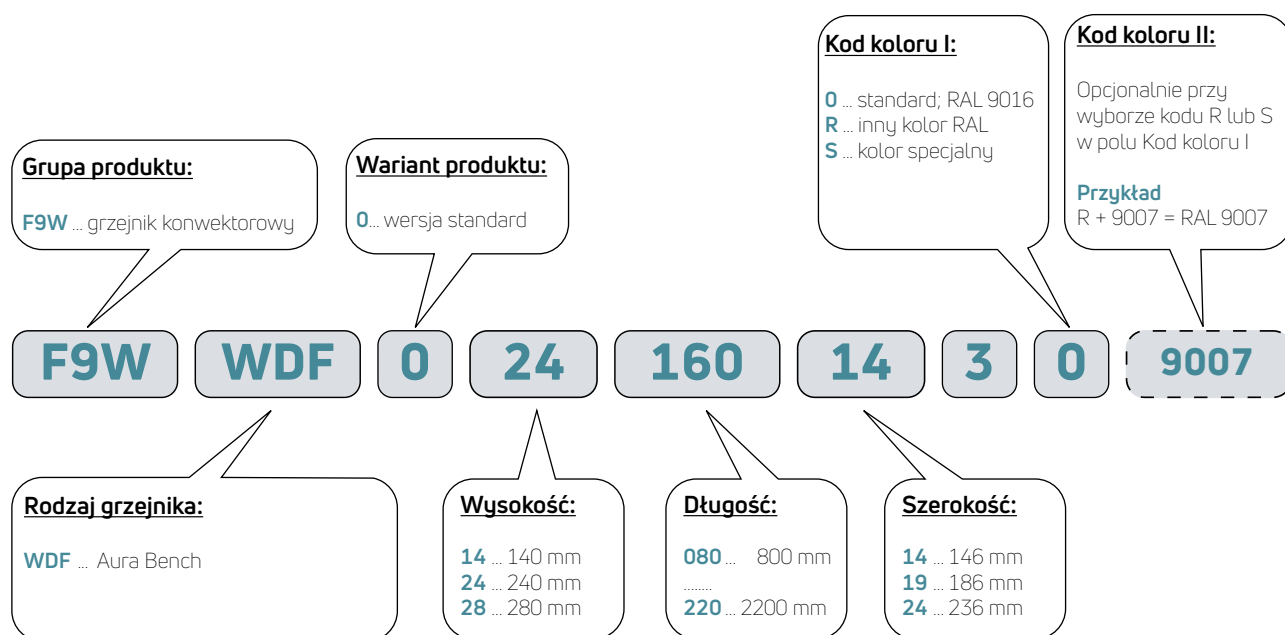 Kod koloru I:
0 ... standard; RAL 9016
R ... inny kolor RAL
S ... kolor specjalny
Kod koloru II:
Opcjonalnie przy
wyborze kodu R lub S
w polu Kod koloru I
Przykład
R + 9007 = RAL 9007
Grupa produktu:
F9W ... grzejnik konwektorowy
Wariant produktu:
0... wersja standard
F9W WDF 0 24 160 14 3 0 9007
Rodzaj grzejnika:
WDF ... Aura Bench
Wysokość:
14 ... 140 mm
24 ... 240 mm
28 ... 280 mm
Długość:
080 ... 800 mm
........
220 ... 2200 mm
Szerokość:
14 ... 146 mm
19 ... 186 mm
24 ... 236 mm